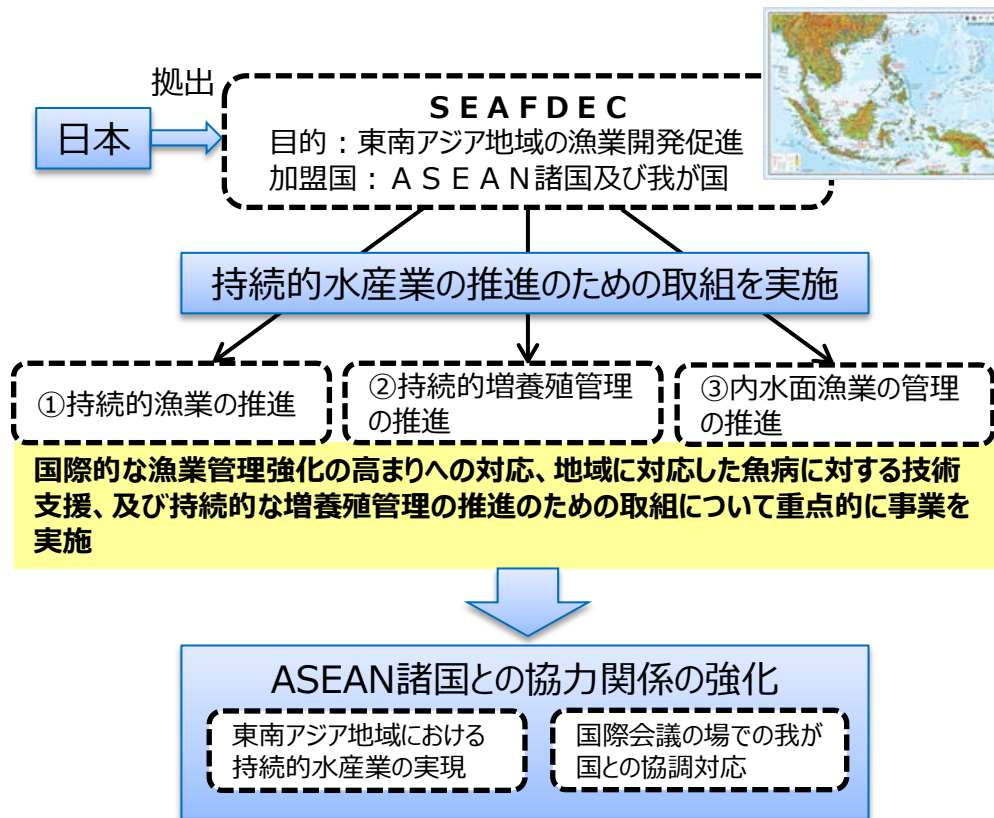 拠出
日本
ＳＥＡＦＤＥＣ
目的：東南アジア地域の漁業開発促進
加盟国：ＡＳＥＡＮ諸国及び我が国
持続的水産業の推進のための取組を実施
①持続的漁業の推進
②持続的増養殖管理
の推進
③内水面漁業の管理
の推進
国際的な漁業管理強化の高まりへの対応、地域に対応した魚病に対する技術
支援、及び持続的な増養殖管理の推進のための取組について重点的に事業を
実施
ASEAN諸国との協力関係の強化
東南アジア地域における
持続的水産業の実現
国際会議の場での我が
国との協調対応